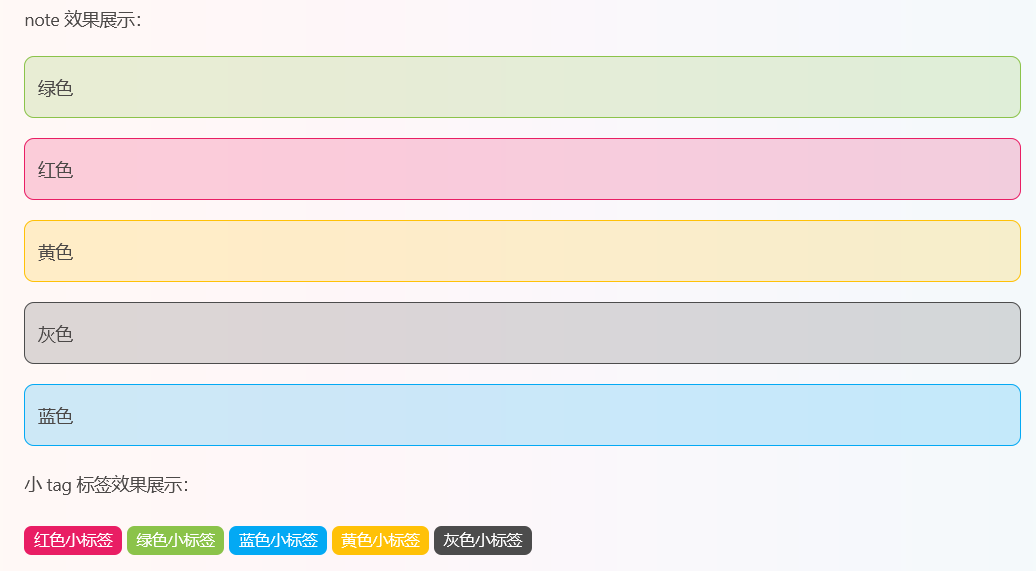 note 效果展示：
绿色
红色
黄色
灰色
蓝色
小 tag 标签效果展示：
红色小标签 绿色小标签 蓝色小标签 黄色小标签 灰色小标签